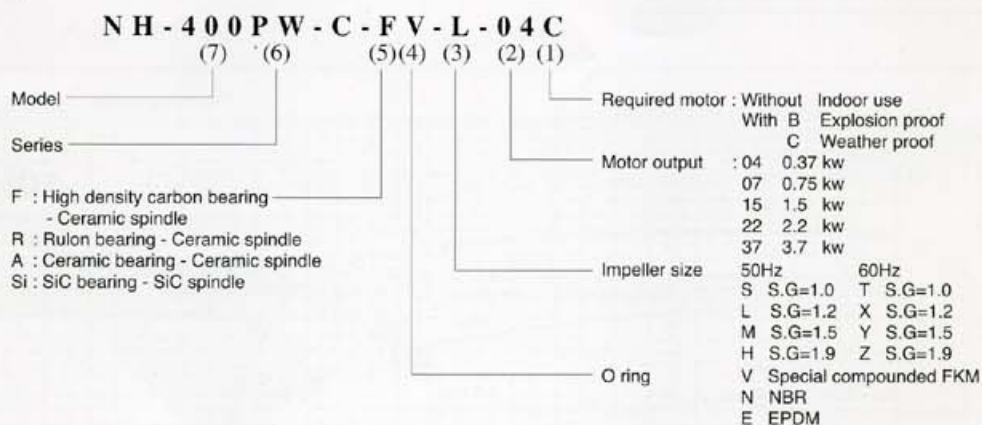 NH-400PW-C-FV-L-04C
(7) (6) (5)(4) (3) (2) (1)
Model
Series
F : High density carbon bearing
- Ceramic spindle
R : Rulon bearing - Ceramic spindle
A : Ceramic bearing - Ceramic spindle
Si : SiC bearing - SiC spindle
Required motor : Without Indoor use
With B Explosion proof
C Weather proof
Motor output : 04 0.37 kw
07 0.75 kw
15 1.5 kw
22 2.2 kw
37 3.7 kw
Impeller size 50Hz 60Hz
S S.G=1.0 T S.G=1.0
L S.G=1.2 X S.G=1.2
M S.G=1.5 Y S.G=1.5
H S.G=1.9 Z S.G=1.9
O ring V Special compounded FKM
N NBR
E EPDM